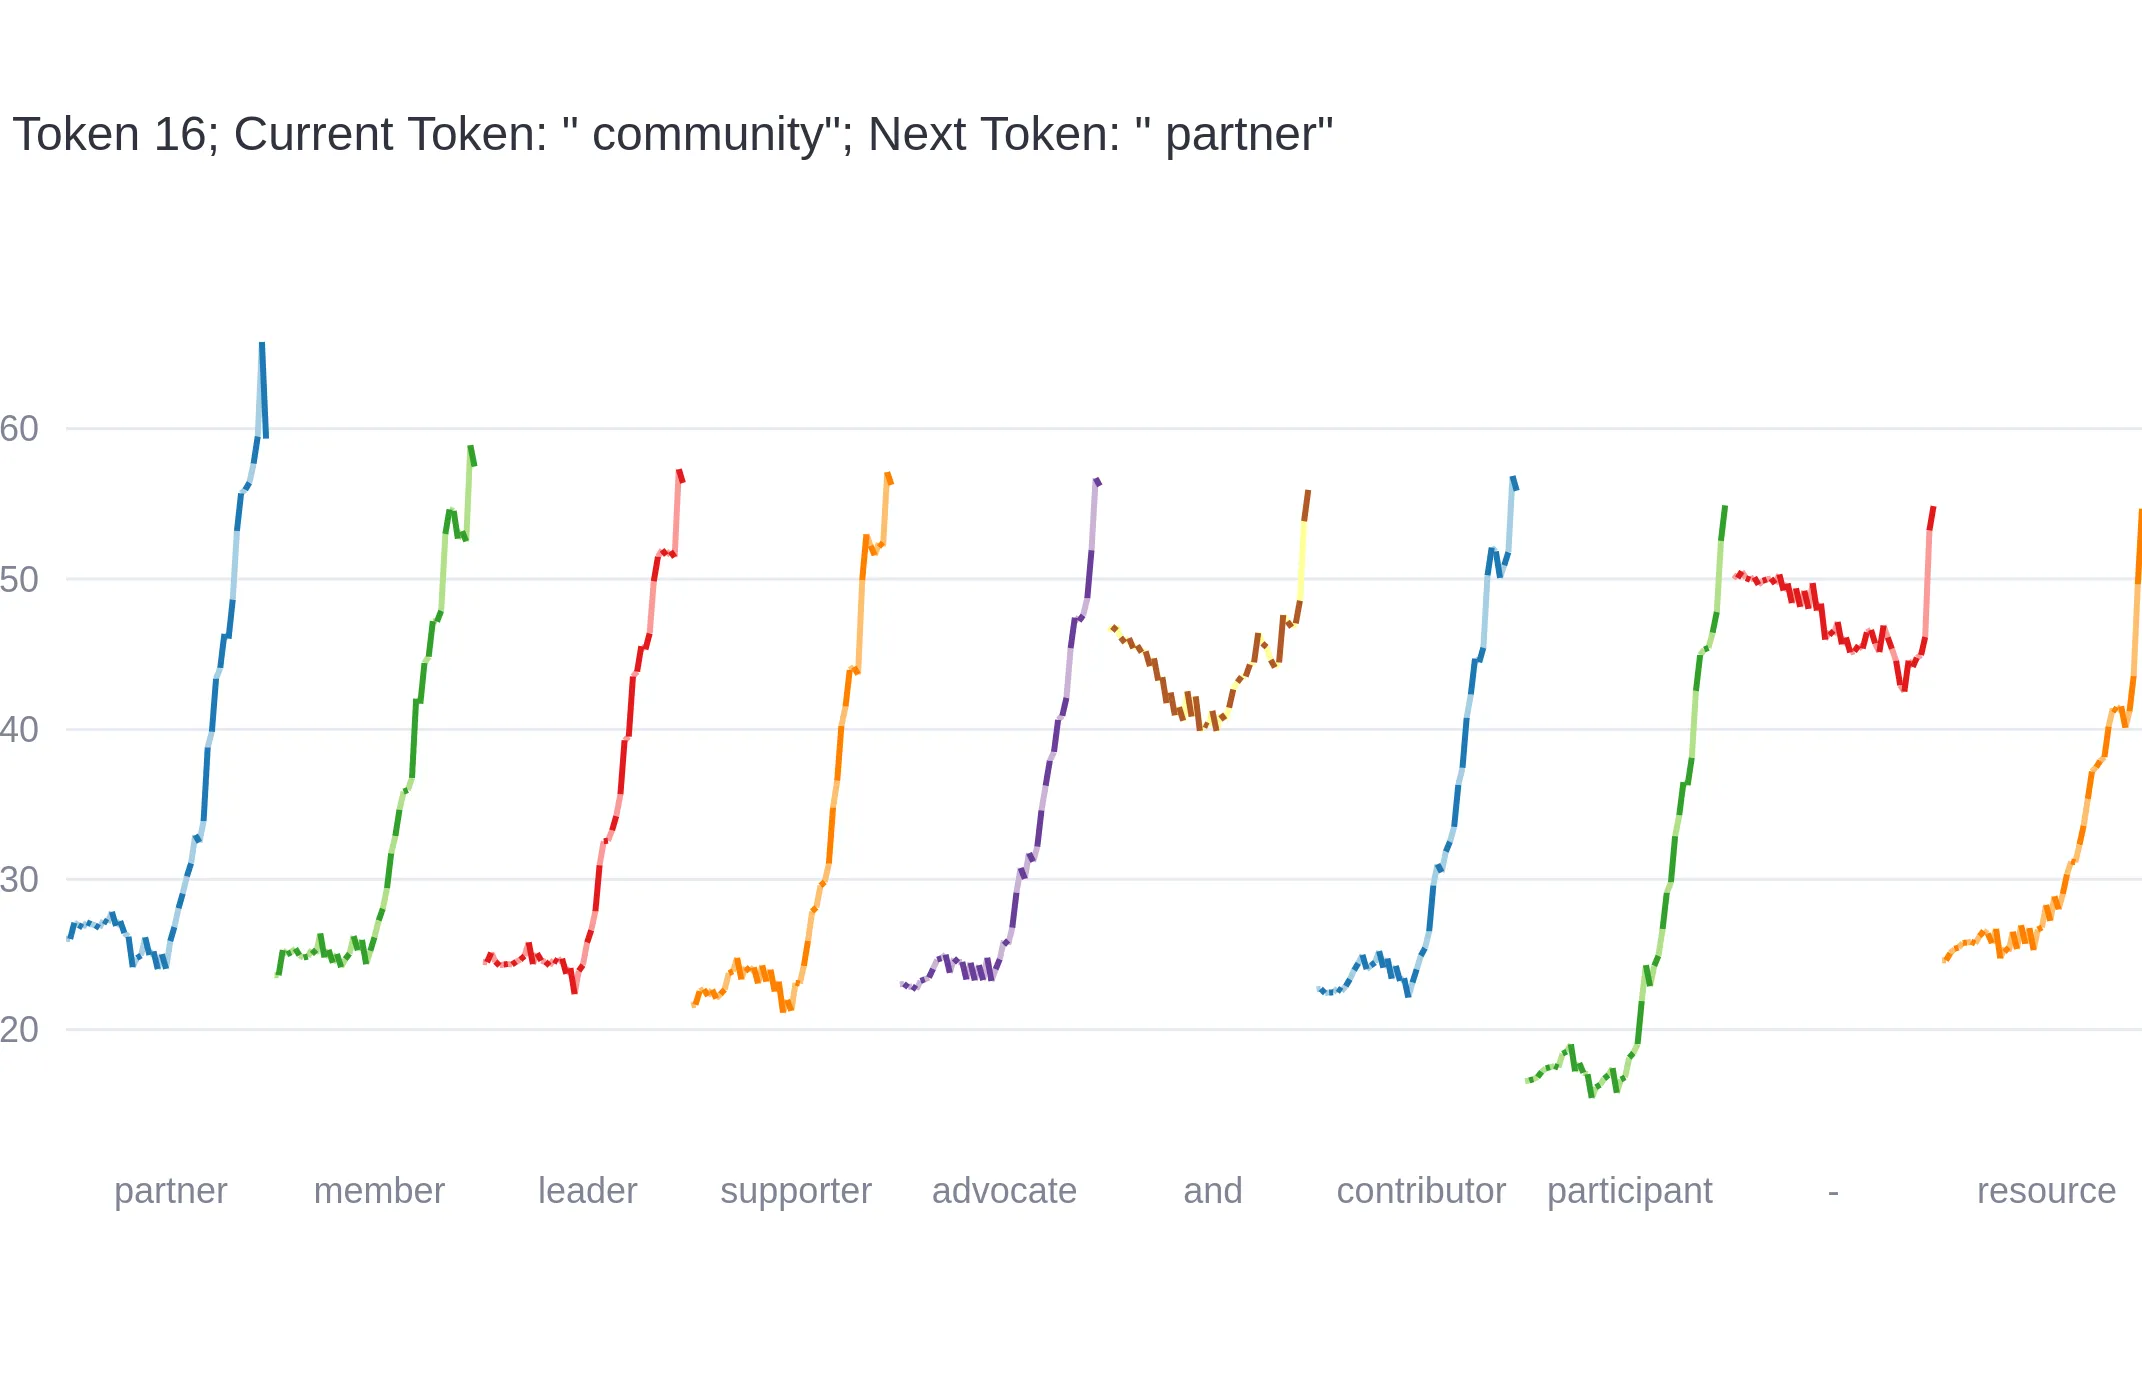 Token 16; Current Token: " community"; Next Token: " partner"
60
50
40
30
20
partner member leader supporter advocate and contributor participant - resource